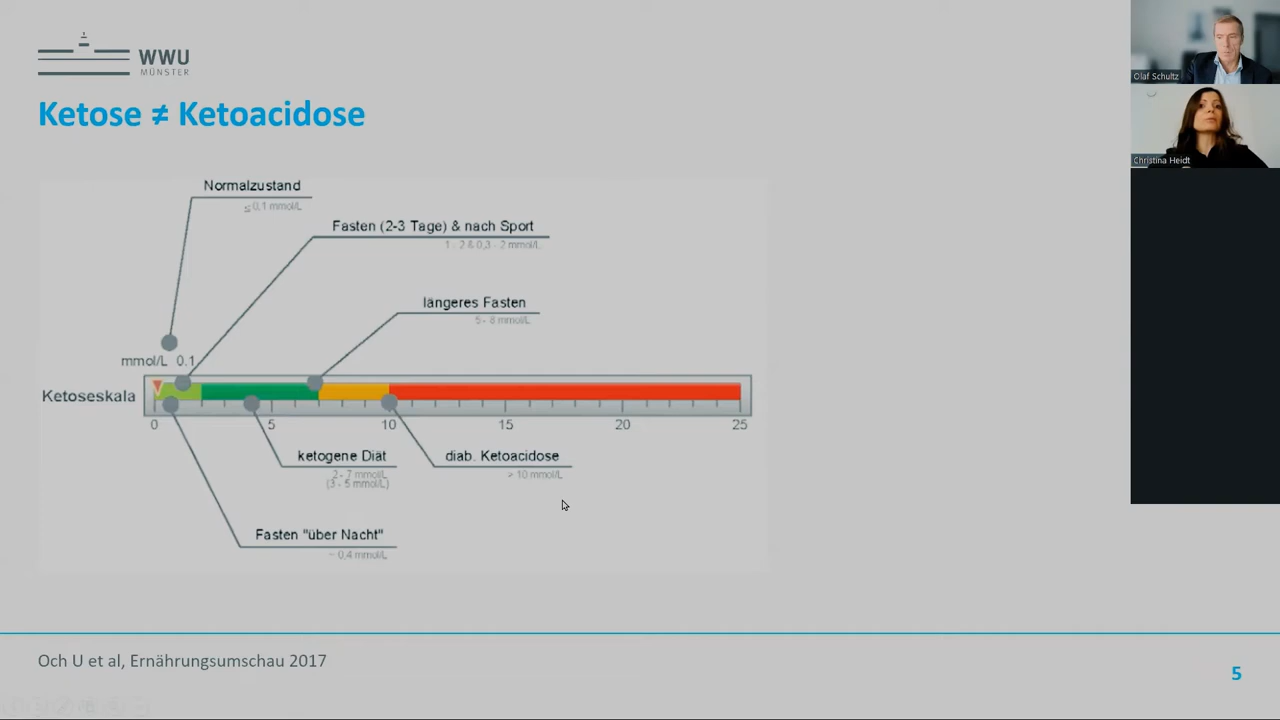 WWU
MÜNSTER
Ketose ≠ Ketoacidose
Olaf Schultz
Christina Heidt
Normalzustand
≤ 0,1 mmol/L
Fasten (2-3 Tage) & nach Sport
1 - 2 & 0,3 - 2 mmol/L
längeres Fasten
5 - 8 mmol/L
mmol/L 0.1
Ketoseskala
0 5 10 15 20 25
ketogene Diät
2 - 7 mmol/L
(3 - 5 mmol/L)
diab. Ketoacidose
> 10 mmol/L
Fasten "über Nacht"
~ 0,4 mmol/L
Och U et al, Ernährungsumschau 2017
5